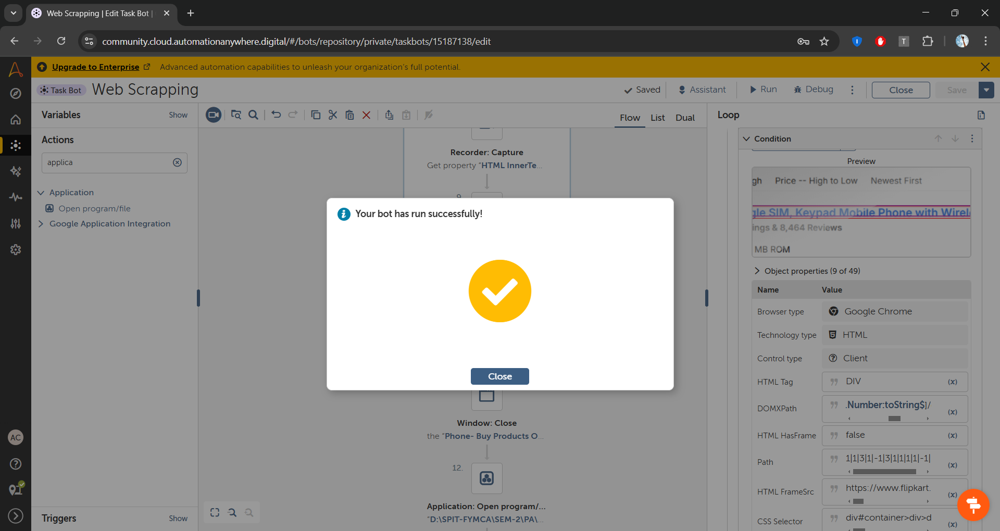 Web Scrapping | Edit Task Bot |
community.cloud.automationanywhere.digital/#/bots/repository/private/taskbots/15187138/edit
T
Upgrade to Enterprise Advanced automation capabilities to unleash your organization's full potential.
Task Bot Web Scrapping
Saved Assistant Run Debug Close Save
Variables Show
Flow List Dual
Loop
Actions
applica
Application
Open program/file
Google Application Integration
Recorder: Capture
Get property "HTML InnerTe...
9.
Your bot has run successfully!
Close
Window: Close
the "Phone- Buy Products O...
12.
Application: Open program/...
"D:\SPIT-FYMCA\SEM-2\PA\...
Condition
Preview
gh Price -- High to Low Newest First
gle SIM, Keypad Mobile Phone with Wirel
ings & 8,464 Reviews
MB ROM
Object properties (9 of 49)
Name Value
Browser type Google Chrome
Technology type HTML
Control type Client
HTML Tag DIV (x)
DOMXPath .Number:toString$]/ (x)
HTML HasFrame false (x)
Path 1|1|3|1|-1|3|1|1|1|1|-1| (x)
HTML FrameSrc https://www.flipkart. (x)
CSS Selector div#container>div>d (x)
AC
Triggers Show